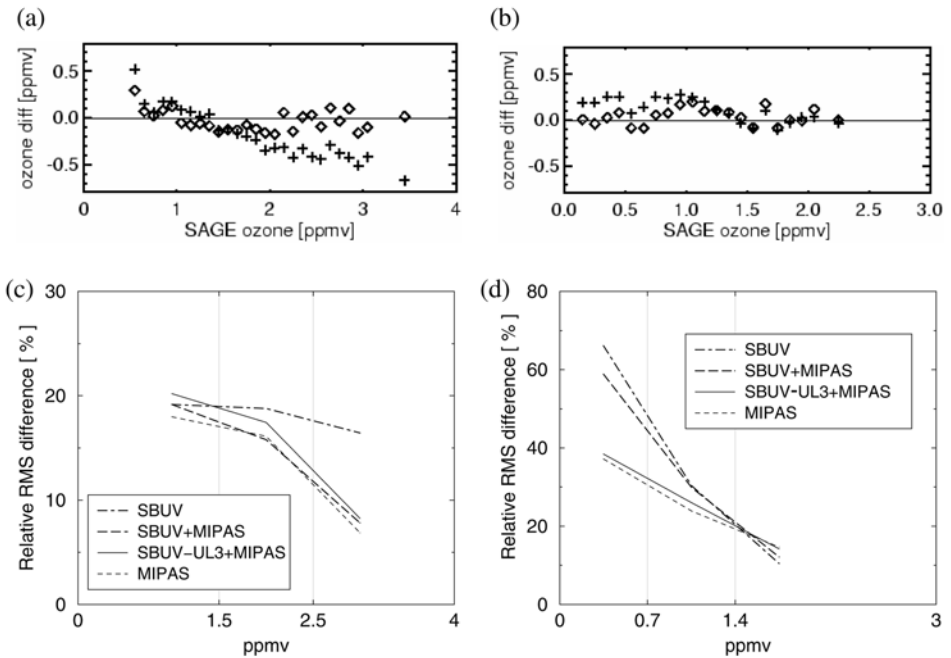 (a)
ozone diff [ppmv]
0.5
0.0
-0.5
0 1 2 3 4
SAGE ozone [ppmv]
(b)
ozone diff [ppmv]
0.5
0.0
-0.5
0.0 0.5 1.0 1.5 2.0 2.5 3.0
SAGE ozone [ppmv]
(c)
Relative RMS difference [ % ]
30
20
10
0
SBUV
SBUV+MIPAS
SBUV-UL3+MIPAS
MIPAS
0 1.5 2.5 4
ppmv
(d)
Relative RMS difference [ % ]
80
60
40
20
0
SBUV
SBUV+MIPAS
SBUV-UL3+MIPAS
MIPAS
0 0.7 1.4 3
ppmv